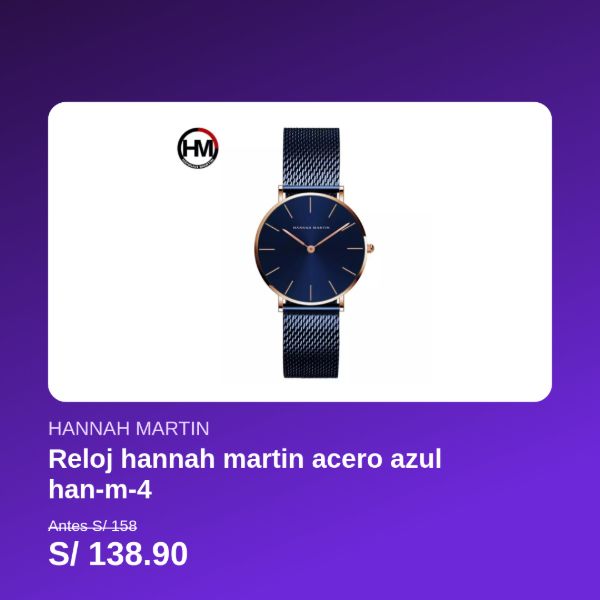 HM
HANNAH MARTIN
HANNAH MARTIN
Reloj hannah martin acero azul
han-m-4
Antes S/ 158
S/ 138.90